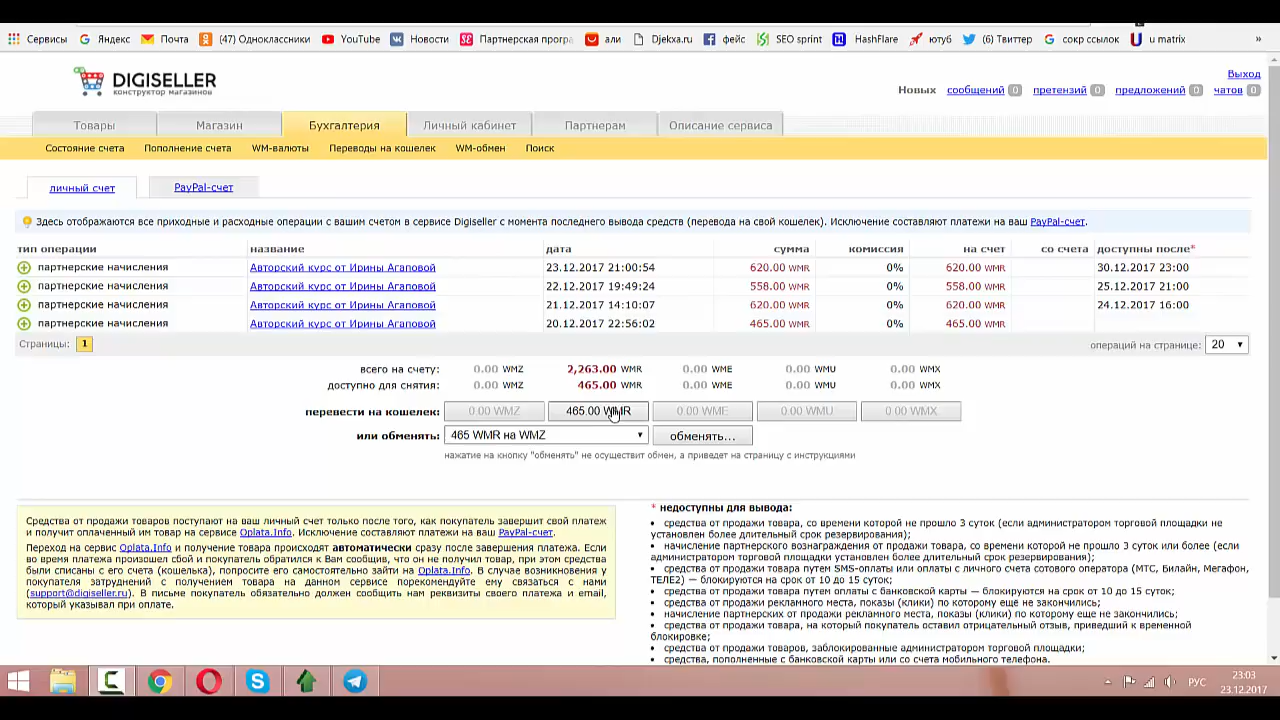 Сервисы Яндекс Почта (47) Одноклассники YouTube Новости Партнерская прогр али Djekxa.ru фейс SEO sprint HashFlare ютуб (6) Твиттер сокр ссылок u matrix »
DIGISELLER
конструктор магазинов
Выход
Новых сообщений 0 претензий 0 предложений 0 чатов 0
Товары Магазин Бухгалтерия Личный кабинет Партнерам Описание сервиса
Состояние счета Пополнение счета WM-валюты Переводы на кошелек WM-обмен Поиск
личный счет PayPal-счет
Здесь отображаются все приходные и расходные операции с вашим счетом в сервисе Digiseller с момента последнего вывода средств (перевода на свой кошелек). Исключение составляют платежи на ваш PayPal-счет.
тип операции название дата сумма комиссия на счет со счета доступны после*
партнерские начисления Авторский курс от Ирины Агаповой 23.12.2017 21:00:54 620.00 WMR 0% 620.00 WMR 30.12.2017 23:00
партнерские начисления Авторский курс от Ирины Агаповой 22.12.2017 19:49:24 558.00 WMR 0% 558.00 WMR 25.12.2017 21:00
партнерские начисления Авторский курс от Ирины Агаповой 21.12.2017 14:10:07 620.00 WMR 0% 620.00 WMR 24.12.2017 16:00
партнерские начисления Авторский курс от Ирины Агаповой 20.12.2017 22:56:02 465.00 WMR 0% 465.00 WMR
Страницы: 1 операций на странице: 20
всего на счету: 0.00 WMZ 2,263.00 WMR 0.00 WME 0.00 WMU 0.00 WMX
доступно для снятия: 0.00 WMZ 465.00 WMR 0.00 WME 0.00 WMU 0.00 WMX
перевести на кошелек: 0.00 WMZ 465.00 WMR 0.00 WME 0.00 WMU 0.00 WMX
или обменять: 465 WMR на WMZ обменять...
нажатие на кнопку "обменять" не осуществит обмен, а приведет на страницу с инструкциями
Средства от продажи товаров поступают на ваш личный счет только после того, как покупатель завершит свой платеж
и получит оплаченный им товар на сервисе Oplata.Info. Исключение составляют платежи на ваш PayPal-счет.
Переход на сервис Oplata.Info и получение товара происходят автоматически сразу после завершения платежа. Если
во время платежа произошел сбой и покупатель обратился к Вам сообщив, что он не получил товар, при этом средства
были списаны с его счета (кошелька), попросите его самостоятельно зайти на Oplata.Info. В случае возникновения у
покупателя затруднений с получением товара на данном сервисе порекомендуйте ему связаться с нами
(support@digiseller.ru). В письме покупатель обязательно должен сообщить нам реквизиты своего платежа и email,
который указывал при оплате.
* недоступны для вывода:
• средства от продажи товара, со времени которой не прошло 3 суток (если администратором торговой площадки не
установлен более длительный срок резервирования);
• начисление партнерского вознаграждения от продажи товара, со времени которой не прошло 3 суток или более (если
администратором торговой площадки установлен более длительный срок резервирования);
• средства от продажи товара путем SMS-оплаты или оплаты с личного счета сотового оператора (МТС, Билайн, Мегафон,
ТЕЛЕ2) — блокируются на срок от 10 до 15 суток;
• средства от продажи товара путем оплаты с банковской карты — блокируются на срок от 10 до 15 суток;
• средства от продажи рекламного места, показы (клики) по которому еще не закончились;
• начисление партнерских от продажи рекламного места, показы (клики) по которому еще не закончились;
• средства от продажи товара, на который покупатель оставил отрицательный отзыв, приведший к временной
блокировке;
• средства от продажи товаров, заблокированные администратором торговой площадки;
• средства, пополненные с банковской карты или со счета мобильного телефона.
РУС
23:03
23.12.2017